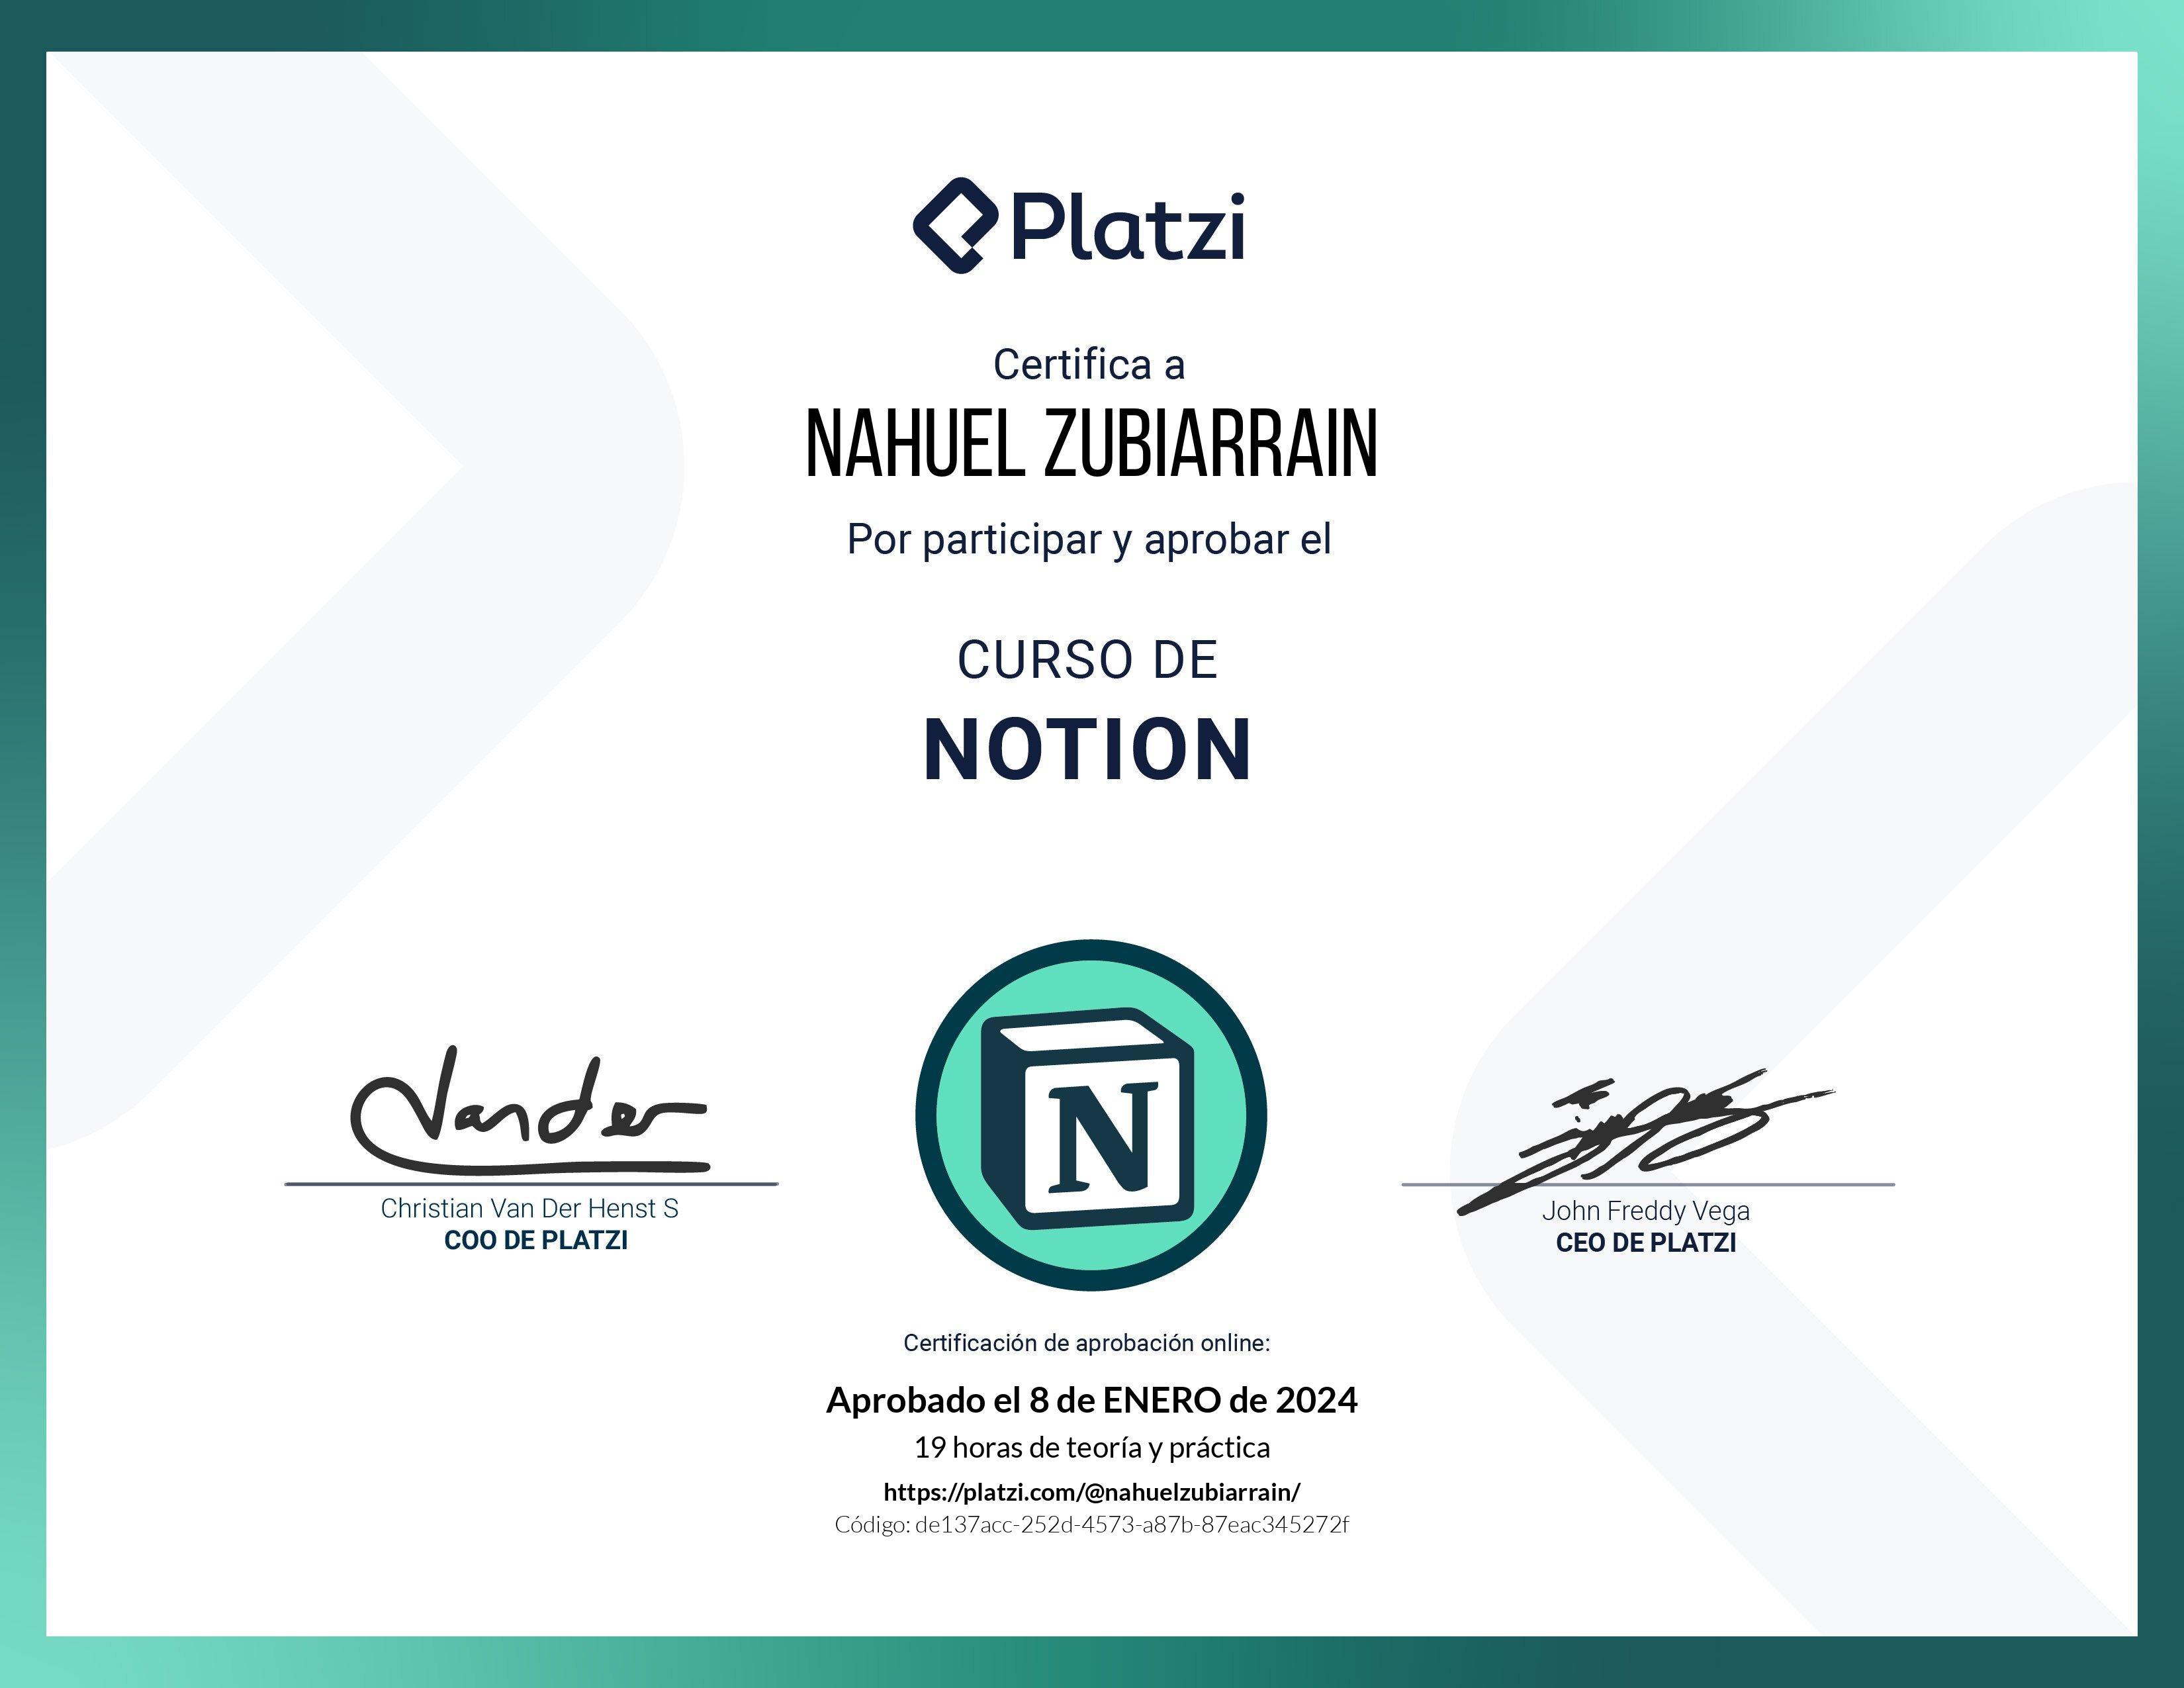 Platzi
Certifica a
NAHUEL ZUBIARRAIN
Por participar y aprobar el
CURSO DE
NOTION
Vander
N
Christian Van Der Henst S
COO DE PLATZI
John Freddy Vega
CEO DE PLATZI
Certificación de aprobación online:
Aprobado el 8 de ENERO de 2024
19 horas de teoría y práctica
https://platzi.com/@nahuelzubiarrain/
Código: de137acc-252d-4573-a87b-87eac345272f